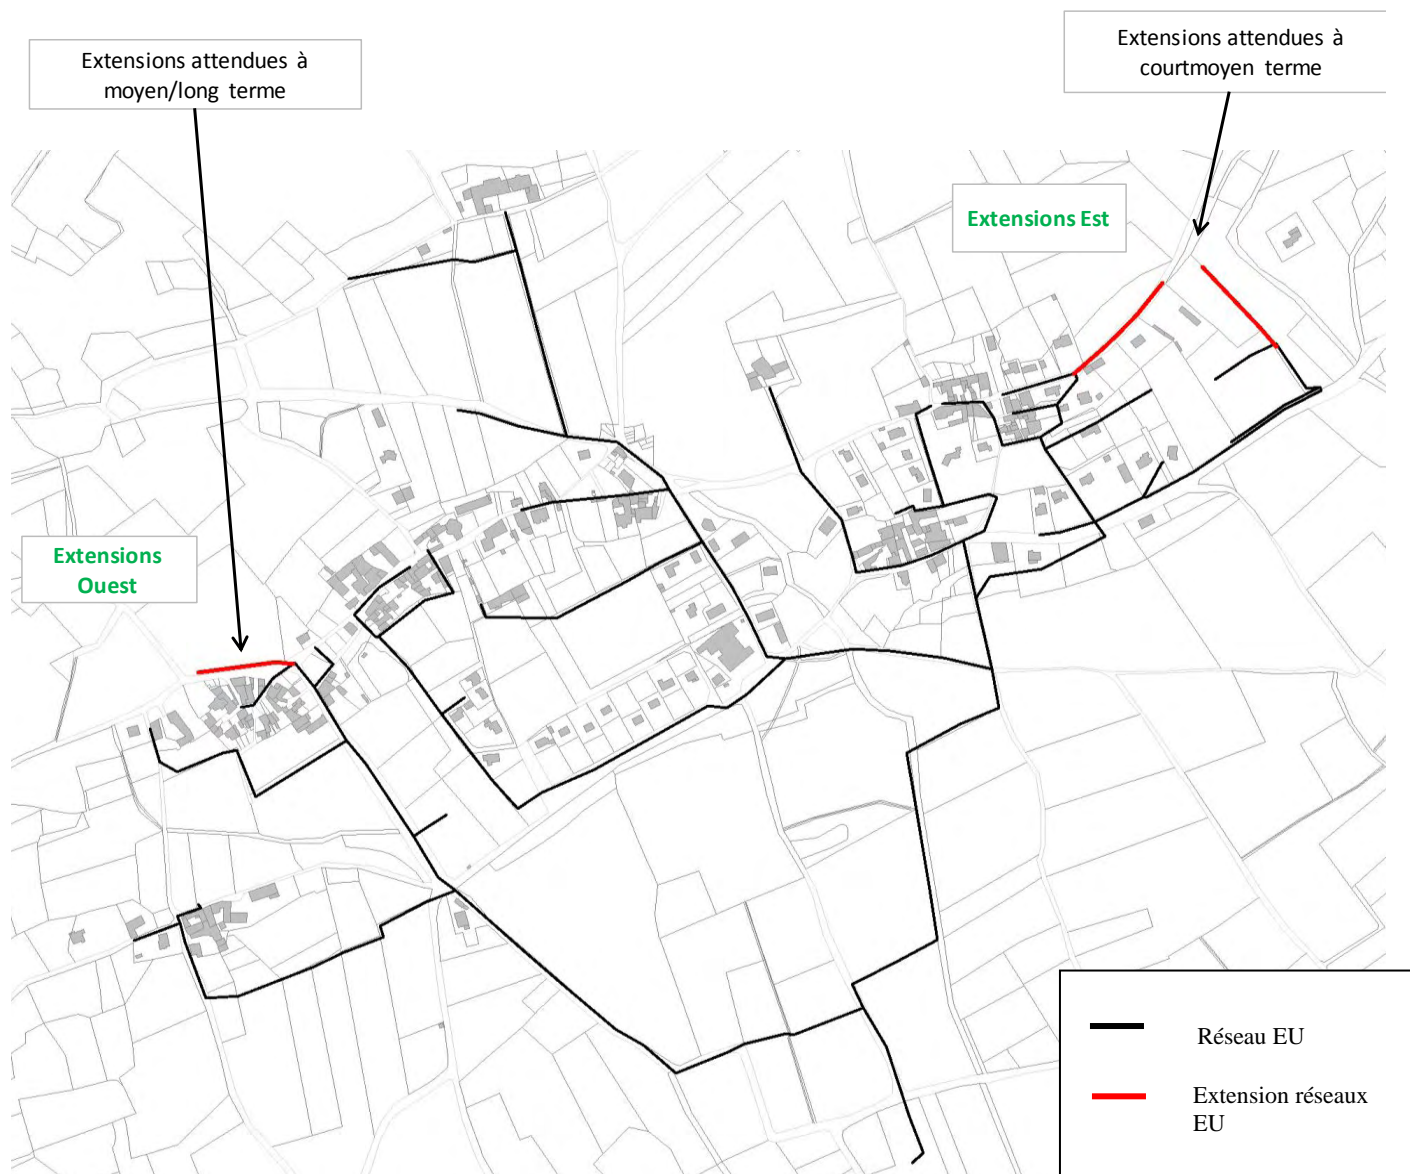 Extensions attendues à
moyen/long terme
Extensions attendues à
courtmoyen terme
Extensions Est
Extensions
Ouest
Réseau EU
Extension réseaux
EU